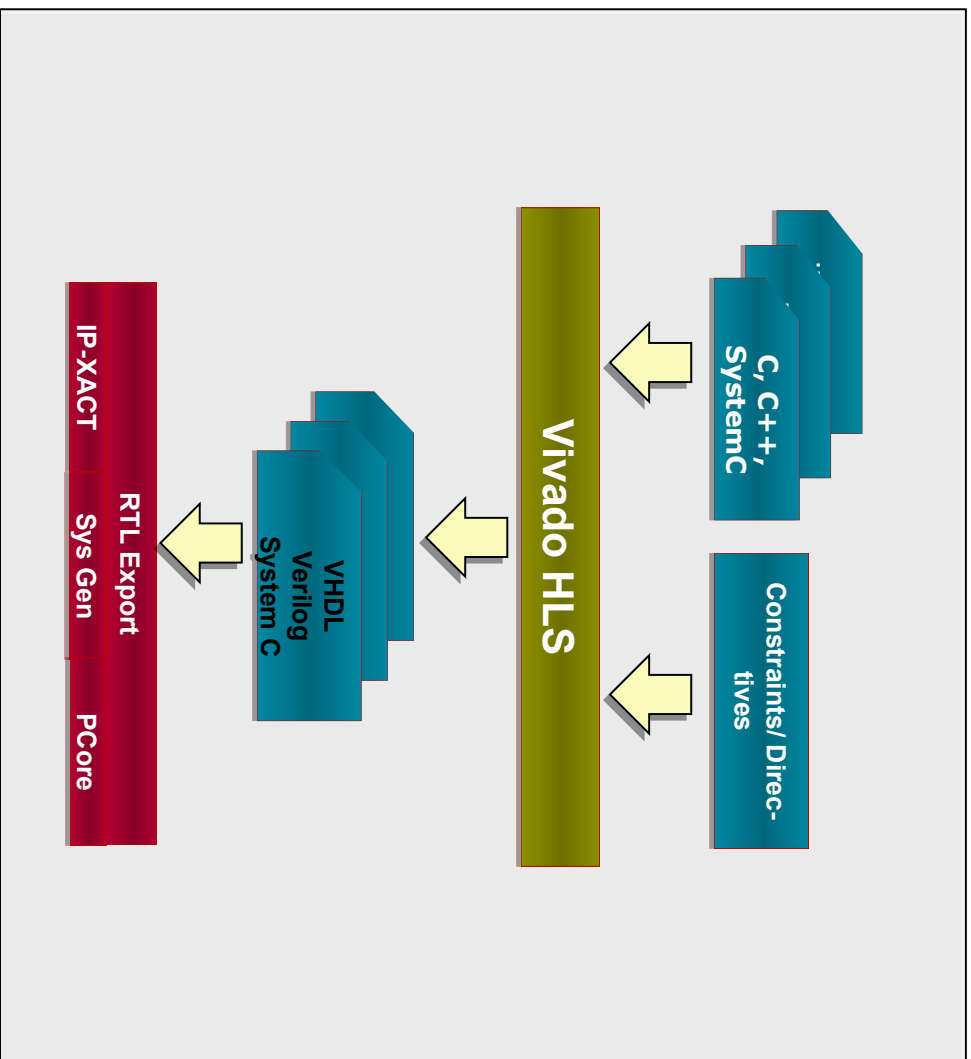 C, C++,
SystemC
Constraints/ Direc-
tives
Vivado HLS
VHDL
Verilog
System C
RTL Export
IP-XACT
Sys Gen
PCore